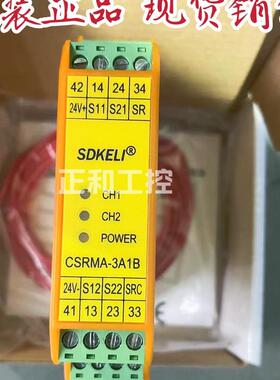 装正品 现货销
42 14 24 34
24V+ S11 S21 SR
SDKELI®
CH1
CH2
POWER
正和工控
CSRMA-3A1B
24V- S12 S22 SRC
41 13 23 33